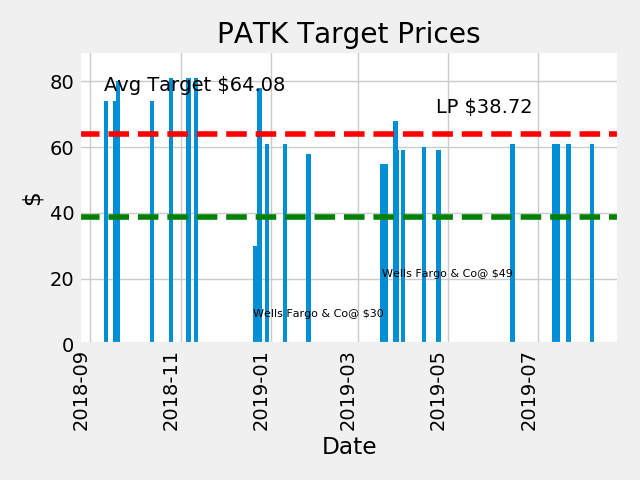 PATK Target Prices
Avg Target $64.08
LP $38.72
Wells Fargo & Co@ $49
Wells Fargo & Co@ $30
$
80
60
40
20
0
2018-09
2018-11
2019-01
2019-03
2019-05
2019-07
Date